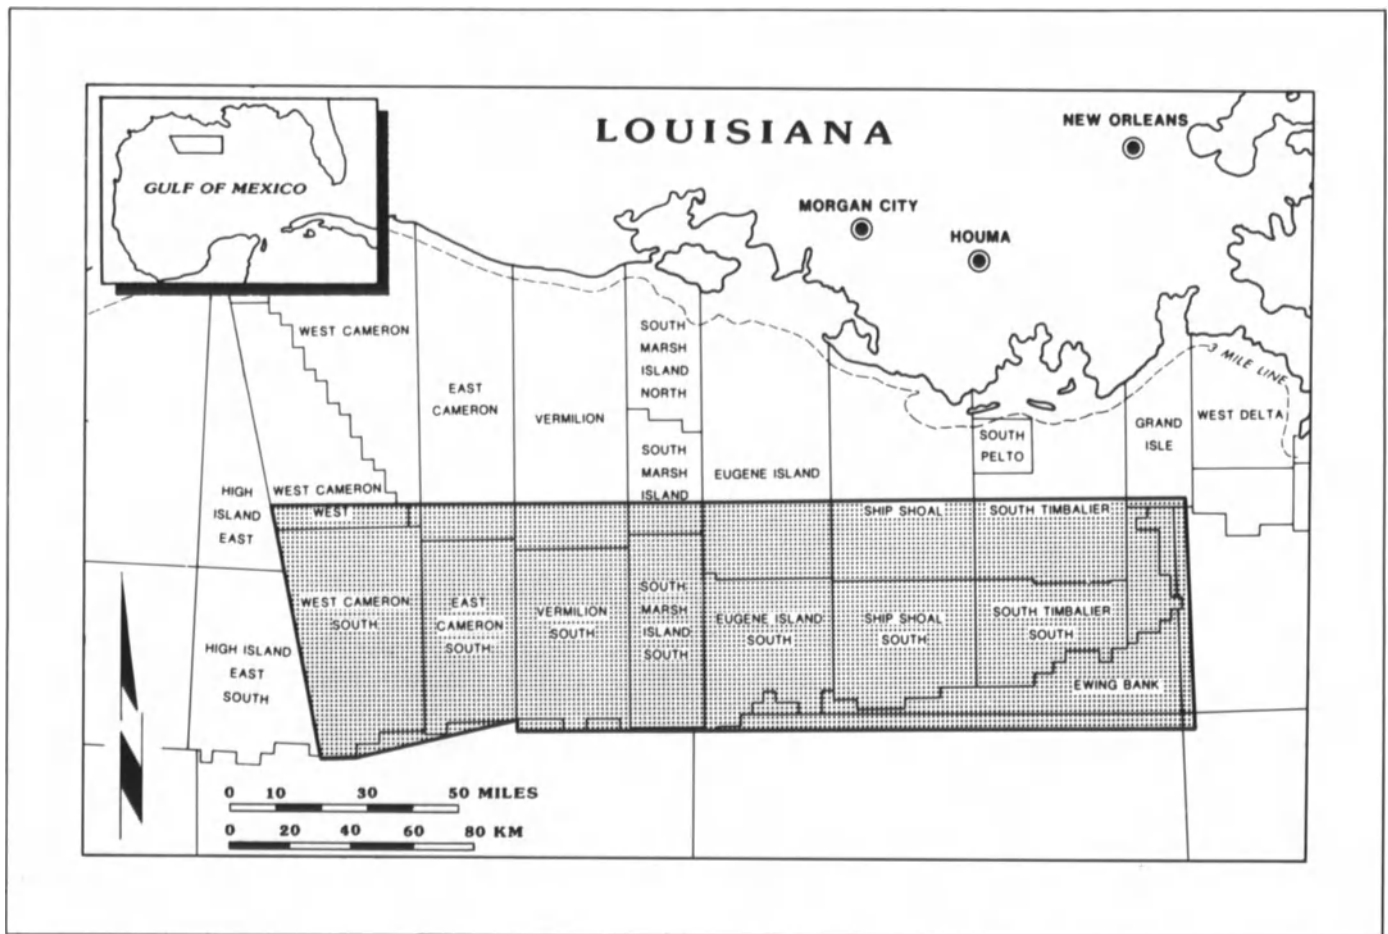 LOUISIANA
NEW ORLEANS
MORGAN CITY
HOUMA
GULF OF MEXICO
WEST CAMERON
EAST
CAMERON
VERMILION
SOUTH
MARSH
ISLAND
NORTH
SOUTH
MARSH
ISLAND
EUGENE ISLAND
SOUTH
PELTO
GRAND
ISLE
WEST DELTA
3 MILE LINE
HIGH
ISLAND
EAST
WEST CAMERON
WEST
SHIP SHOAL
SOUTH TIMBALIER
WEST CAMERON
SOUTH
EAST
CAMERON
SOUTH
VERMILION
SOUTH
SOUTH
MARSH
ISLAND
SOUTH
EUGENE ISLAND
SOUTH
SHIP SHOAL
SOUTH
SOUTH TIMBALIER
SOUTH
EWING BANK
HIGH ISLAND
EAST
SOUTH
0 10 30 50 MILES
0 20 40 60 80 KM